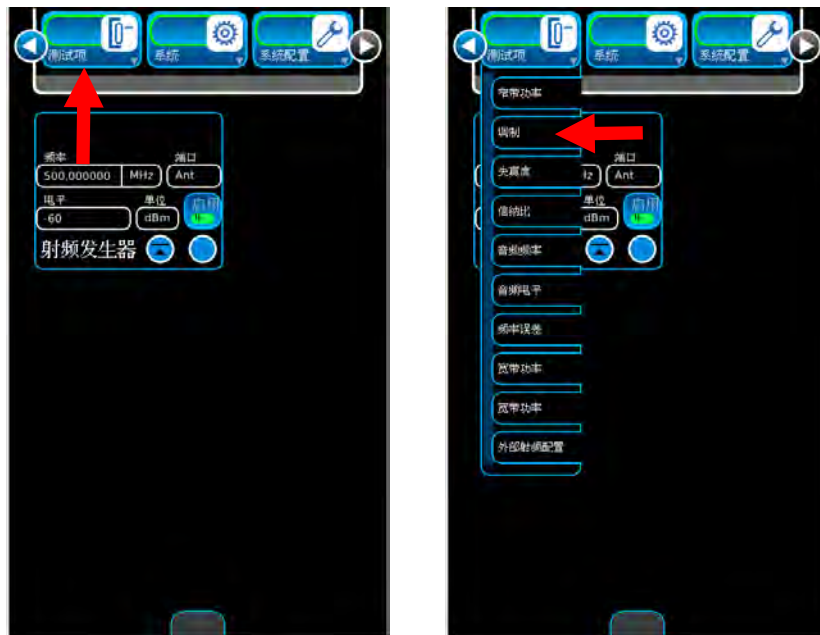 测试项 系统 系统配置
频率 端口
500.000000 MHz Ant
电平 单位 启用
-60 dBm
射频发生器
测试项 系统 系统配置
窄带功率
调制
失真度
信纳比
音频频率
音频电平
频率误差
宽带功率
宽带功率
外部射频配置
端口
Hz Ant
单位 启用
dBm